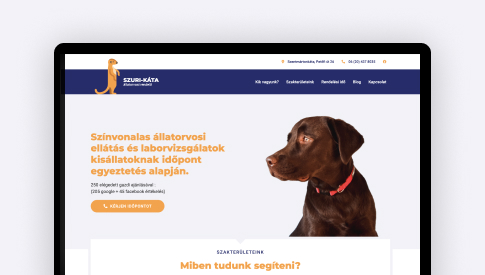 Szentmártonkáta, Petőfi út 26 06 (20) 437 8083
SZURI-KÁTA
állatorvosi rendelő
Kik vagyunk? Szakterületeink Rendelési idő Blog Kapcsolat
Színvonalas állatorvosi
ellátás és laborvizsgálatok
kisállatoknak időpont
egyeztetés alapján.
250 elégedett gazdi ajánlásával -
(205 google + 45 facebook értékelés)
KÉRJEN IDŐPONTOT
SZAKTERÜLETEINK
Miben tudunk segíteni?